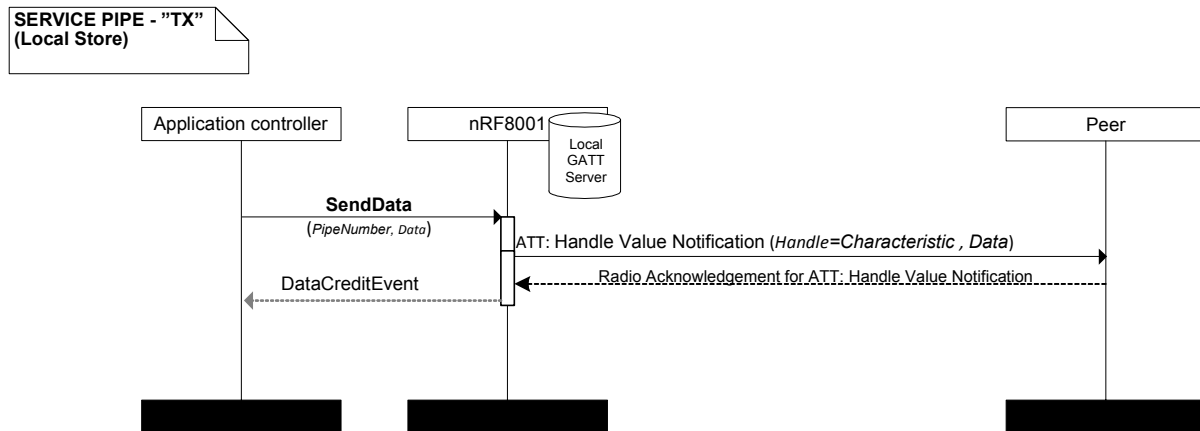 SERVICE PIPE - ”TX”
(Local Store)
Application controller
nRF8001
Peer
Local
GATT
Server
SendData
(PipeNumber, Data)
ATT: Handle Value Notification (Handle=Characteristic , Data)
Radio Acknowledgement for ATT: Handle Value Notification
DataCreditEvent